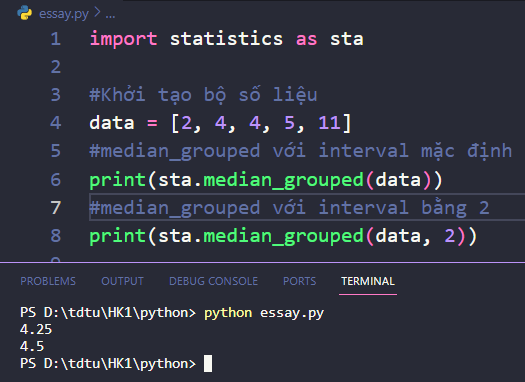 essay.py > ...
1 import statistics as sta
2
3 #Khởi tạo bộ số liệu
4 data = [2, 4, 4, 5, 11]
5 #median_grouped với interval mặc định
6 print(sta.median_grouped(data))
7 #median_grouped với interval bằng 2
8 print(sta.median_grouped(data, 2))
PROBLEMS OUTPUT DEBUG CONSOLE PORTS TERMINAL
PS D:\tdtu\HK1\python> python essay.py
4.25
4.5
PS D:\tdtu\HK1\python>